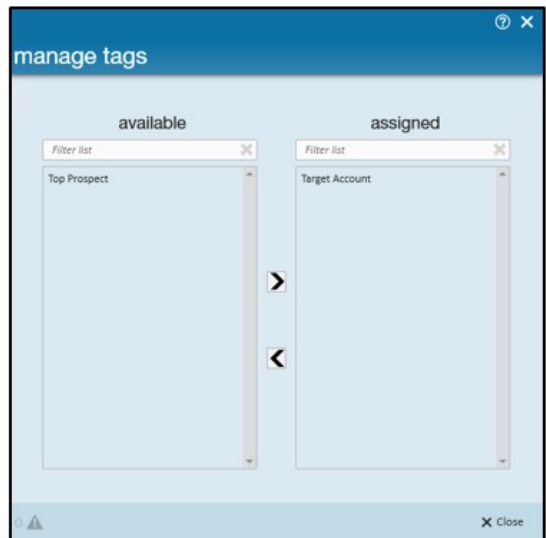 manage tags
available
assigned
Filter list
Filter list
Top Prospect
Target Account
0
Close